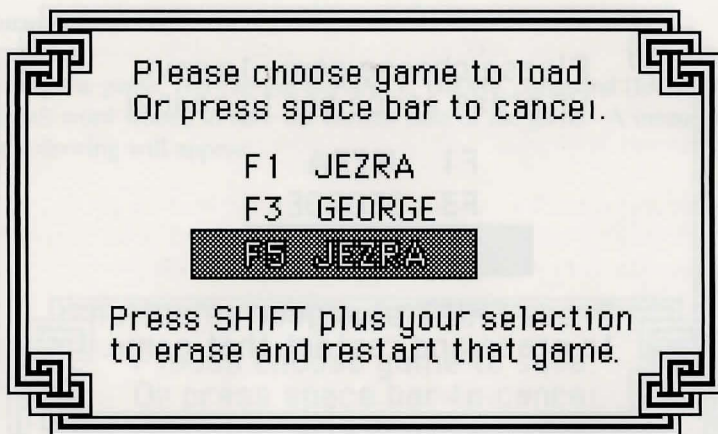 Please choose game to load.
Or press space bar to cancel.
F1 JEZRA
F3 GEORGE
F5 JEZRA
Press SHIFT plus your selection
to erase and restart that game.